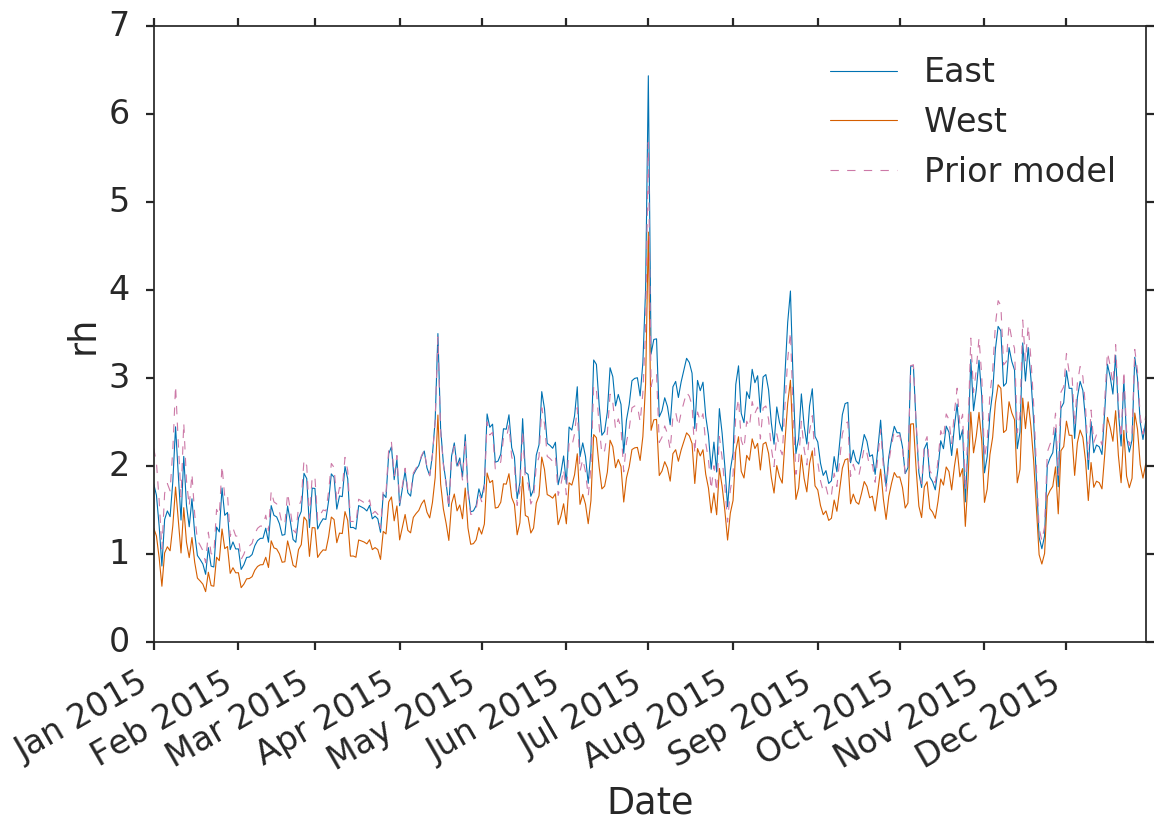 7
6
5
4
3
2
1
0
rh
East
West
Prior model
Jan 2015
Feb 2015
Mar 2015
Apr 2015
May 2015
Jun 2015
Jul 2015
Aug 2015
Sep 2015
Oct 2015
Nov 2015
Dec 2015
Date